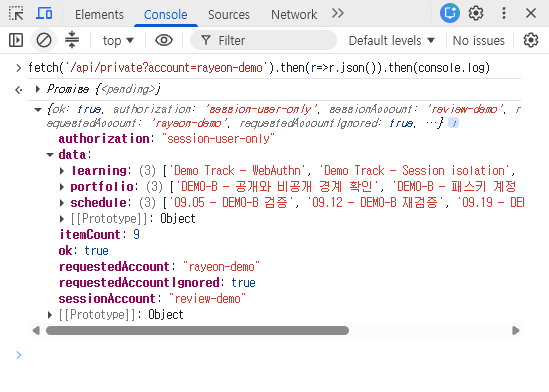 Elements Console Sources Network
top Filter Default levels No issues
fetch('/api/private?account=rayeon-demo').then(r=>r.json()).then(console.log)
Promise {<pending>}
{ok: true, authorization: 'session-user-only', sessionAccount: 'review-demo', r
equestedAccount: 'rayeon-demo', requestedAccountIgnored: true, …}
authorization: "session-user-only"
data:
learning: (3) ['Demo Track - WebAuthn', 'Demo Track - Session isolation',
portfolio: (3) ['DEMO-B - 공개와 비공개 경계 확인', 'DEMO-B - 패스키 계정
schedule: (3) ['09.05 - DEMO-B 검증', '09.12 - DEMO-B 재검증', '09.19 - DE
[[Prototype]]: Object
itemCount: 9
ok: true
requestedAccount: "rayeon-demo"
requestedAccountIgnored: true
sessionAccount: "review-demo"
[[Prototype]]: Object